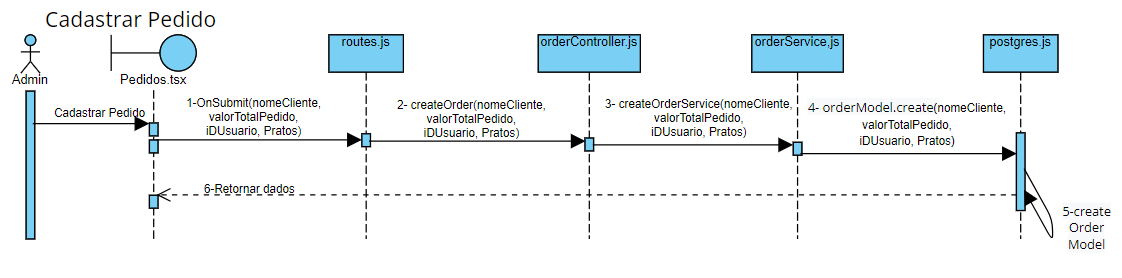 Cadastrar Pedido
Admin
Pedidos.tsx
routes.js
orderController.js
orderService.js
postgres.js
Cadastrar Pedido
1-OnSubmit(nomeCliente,
valorTotalPedido,
iDUsuario, Pratos)
2- createOrder(nomeCliente,
valorTotalPedido,
iDUsuario, Pratos)
3- createOrderService(nomeCliente,
valorTotalPedido,
iDUsuario, Pratos)
4- orderModel.create(nomeCliente,
valorTotalPedido,
iDUsuario, Pratos)
6-Retornar dados
5-create
Order
Model